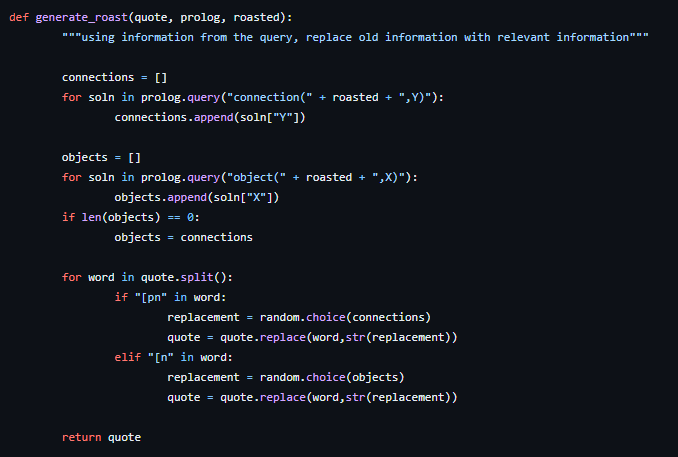 def generate_roast(quote, prolog, roasted):
"""using information from the query, replace old information with relevant information"""
connections = []
for soln in prolog.query("connection(" + roasted + ",Y)"):
connections.append(soln["Y"])
objects = []
for soln in prolog.query("object(" + roasted + ",X)"):
objects.append(soln["X"])
if len(objects) == 0:
objects = connections
for word in quote.split():
if "[pn" in word:
replacement = random.choice(connections)
quote = quote.replace(word,str(replacement))
elif "[n" in word:
replacement = random.choice(objects)
quote = quote.replace(word,str(replacement))
return quote